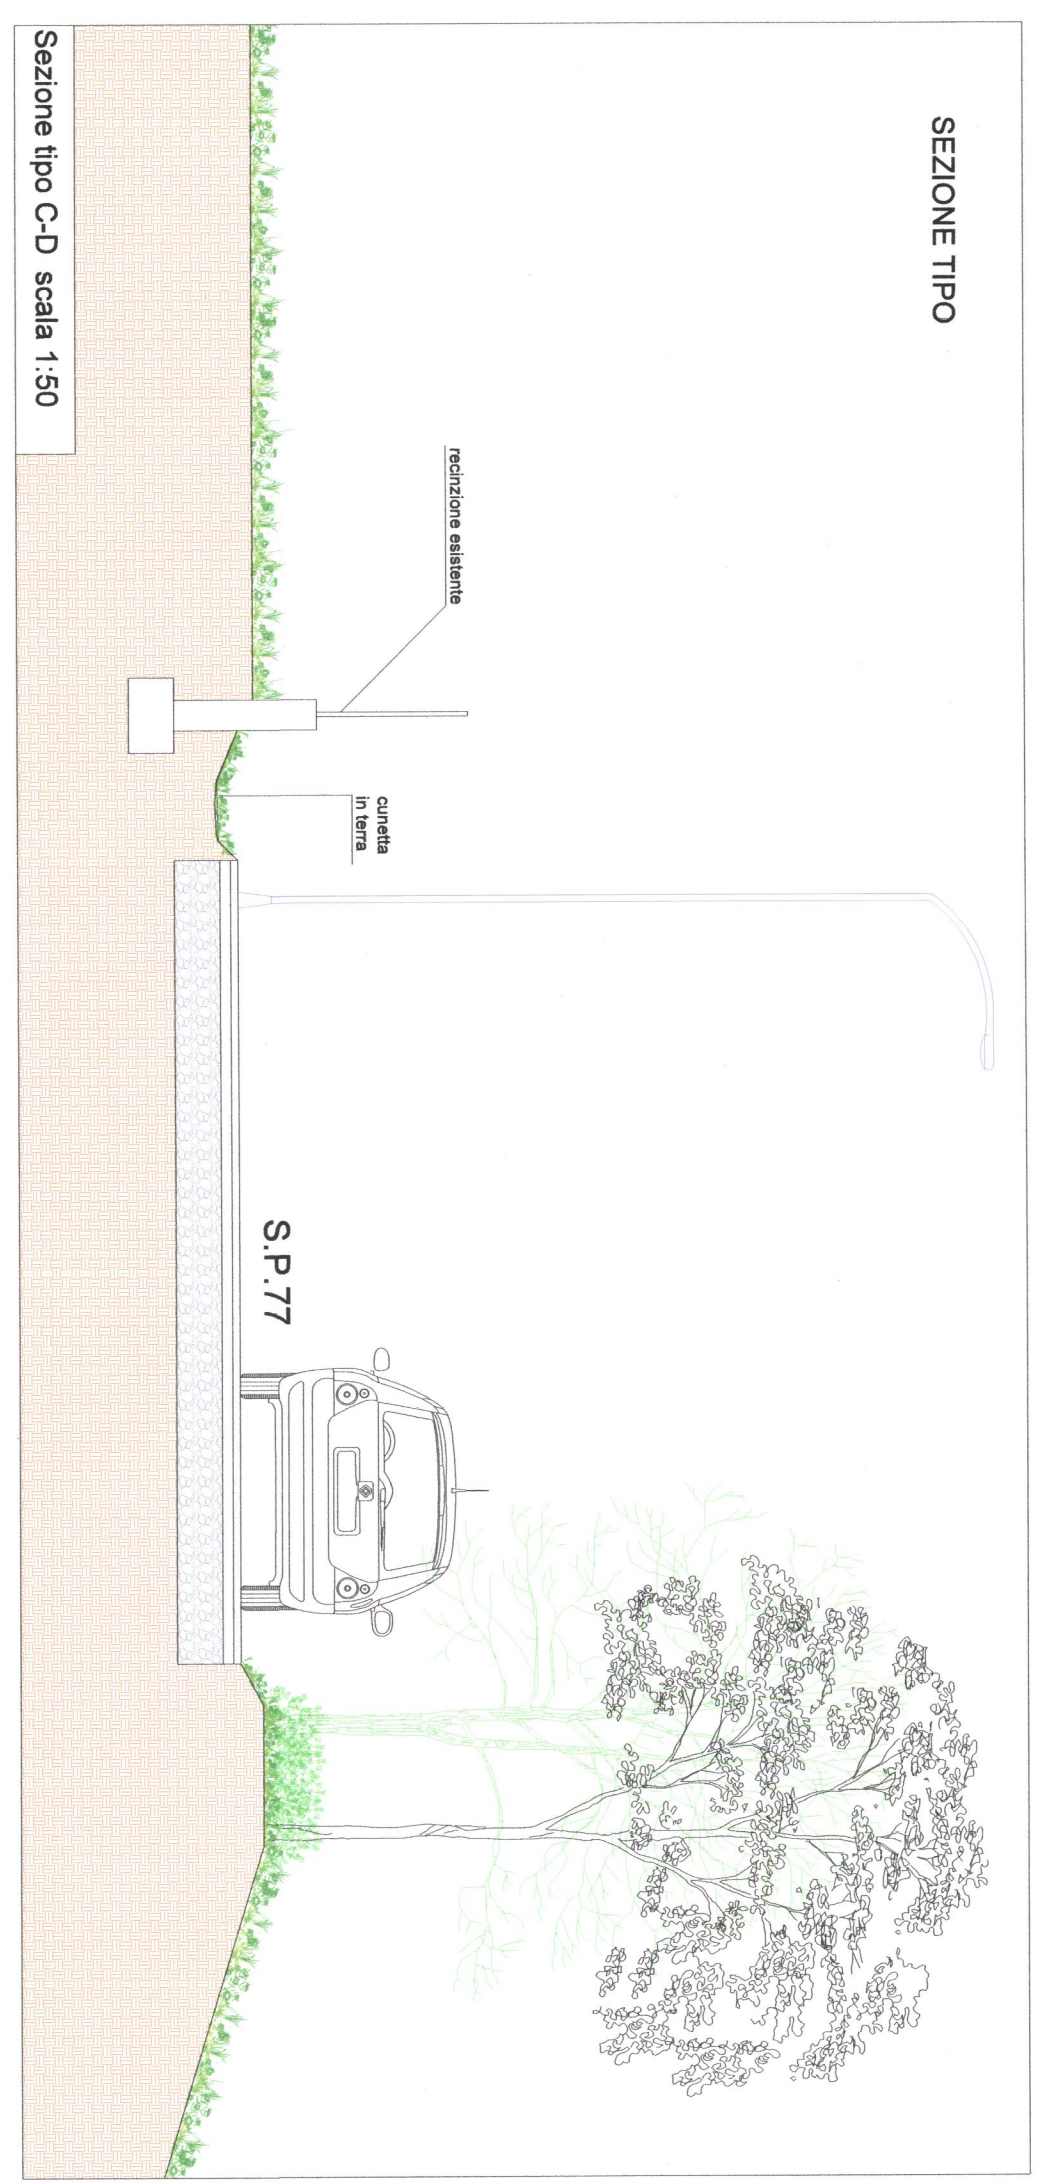 SEZIONE TIPO
recinzione esistente
cunetta
in terra
S.P.77
Sezione tipo C-D scala 1:50